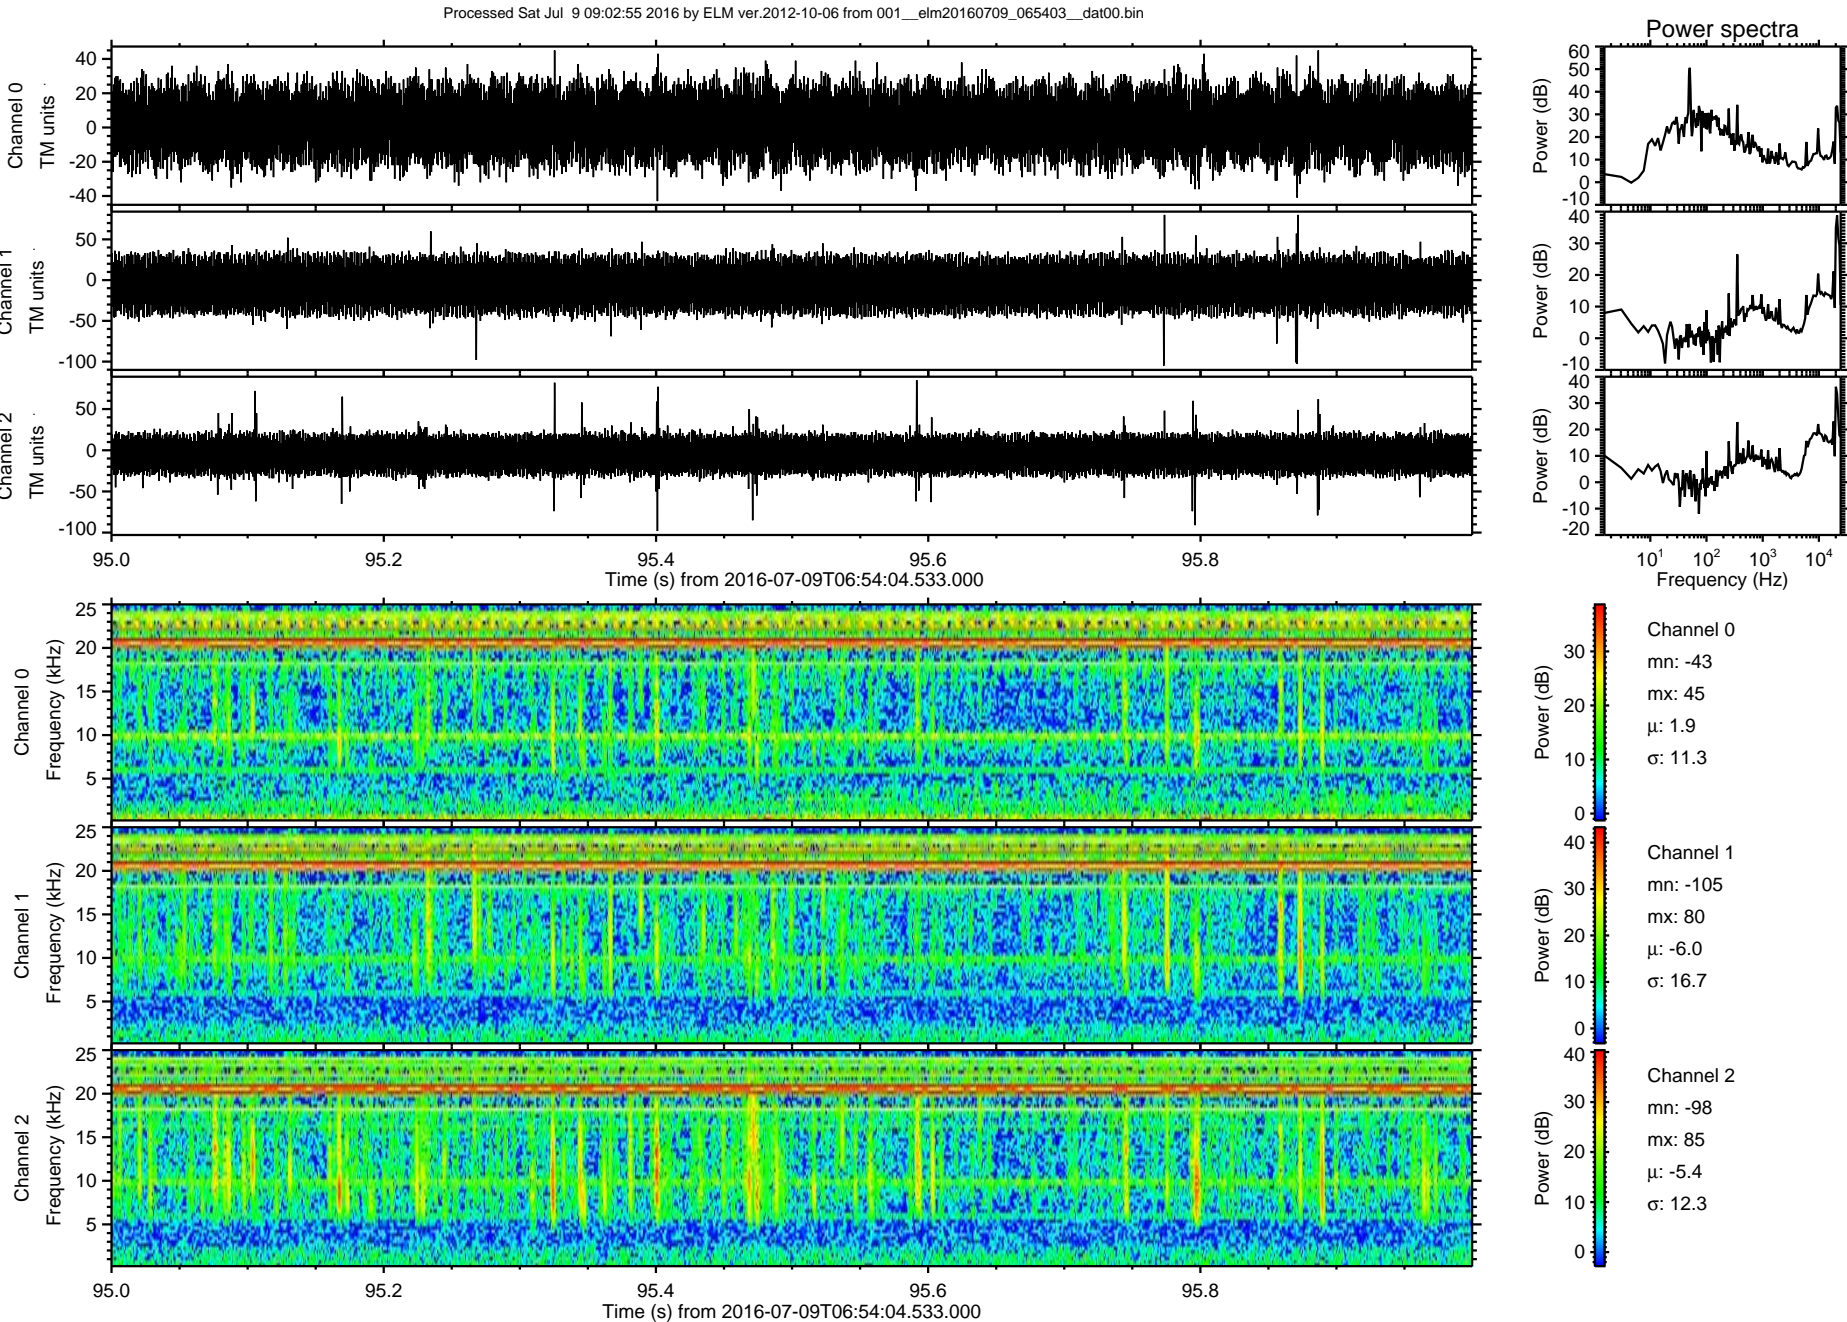 Processed Sat Jul 9 09:02:55 2016 by ELM ver.2012-10-06 from 001__elm20160709_065403__dat00.bin
Power spectra
Channel 0
TM units
40
20
0
-20
-40
Power (dB)
60
50
40
30
20
10
0
-10
Channel 1
TM units
50
0
-50
-100
Power (dB)
40
30
20
10
0
-10
Channel 2
TM units
50
0
-50
-100
Power (dB)
40
30
20
10
0
-10
-20
95.0 95.2 95.4 95.6 95.8
Time (s) from 2016-07-09T06:54:04.533.000
10¹ 10² 10³ 10⁴
Frequency (Hz)
Channel 0
Frequency (kHz)
25
20
15
10
5
Power (dB)
30
20
10
0
Channel 0
mn: -43
mx: 45
μ: 1.9
σ: 11.3
Channel 1
Frequency (kHz)
25
20
15
10
5
Power (dB)
40
30
20
10
0
Channel 1
mn: -105
mx: 80
μ: -6.0
σ: 16.7
Channel 2
Frequency (kHz)
25
20
15
10
5
Power (dB)
40
30
20
10
0
Channel 2
mn: -98
mx: 85
μ: -5.4
σ: 12.3
95.0 95.2 95.4 95.6 95.8
Time (s) from 2016-07-09T06:54:04.533.000